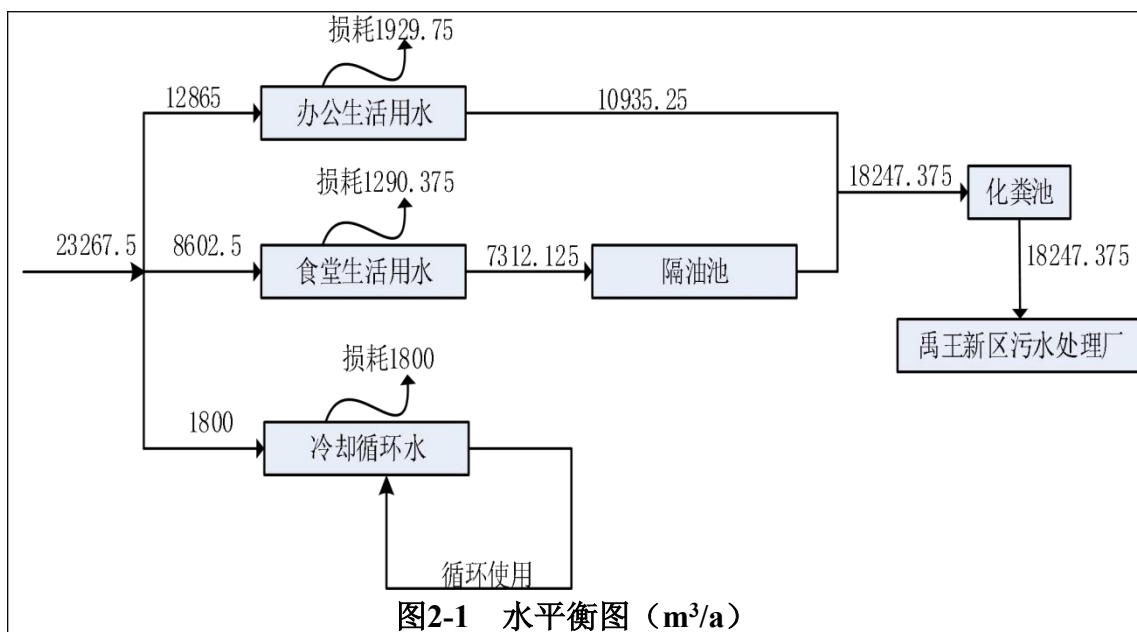 损耗1929.75
12865
办公生活用水
10935.25
损耗1290.375
18247.375
化粪池
23267.5
8602.5
食堂生活用水
7312.125
隔油池
18247.375
禹王新区污水处理厂
损耗1800
1800
冷却循环水
循环使用
图2-1 水平衡图（m³/a）